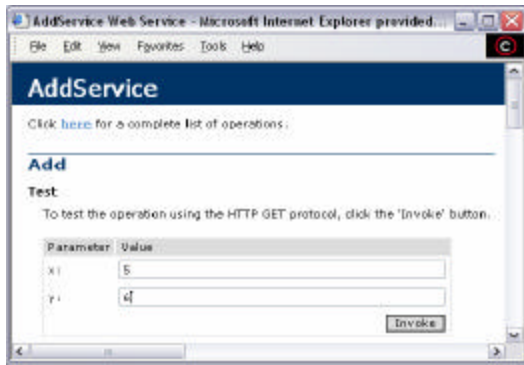 AddService Web Service - Microsoft Internet Explorer provided...
File Edit View Favorites Tools Help
AddService
Click here for a complete list of operations.
Add
Test
To test the operation using the HTTP GET protocol, click the 'Invoke' button.
Parameter Value
x: 5
y:
Invoke